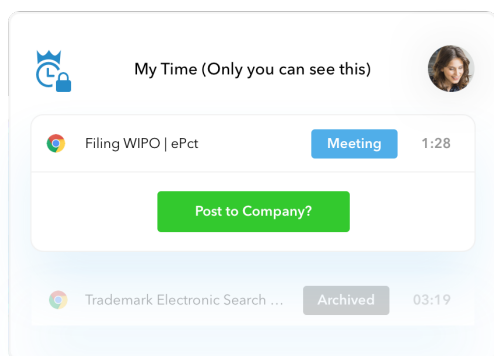 My Time (Only you can see this)
Filing WIPO | ePct Meeting 1:28
Post to Company?
Trademark Electronic Search ... Archived 03:19